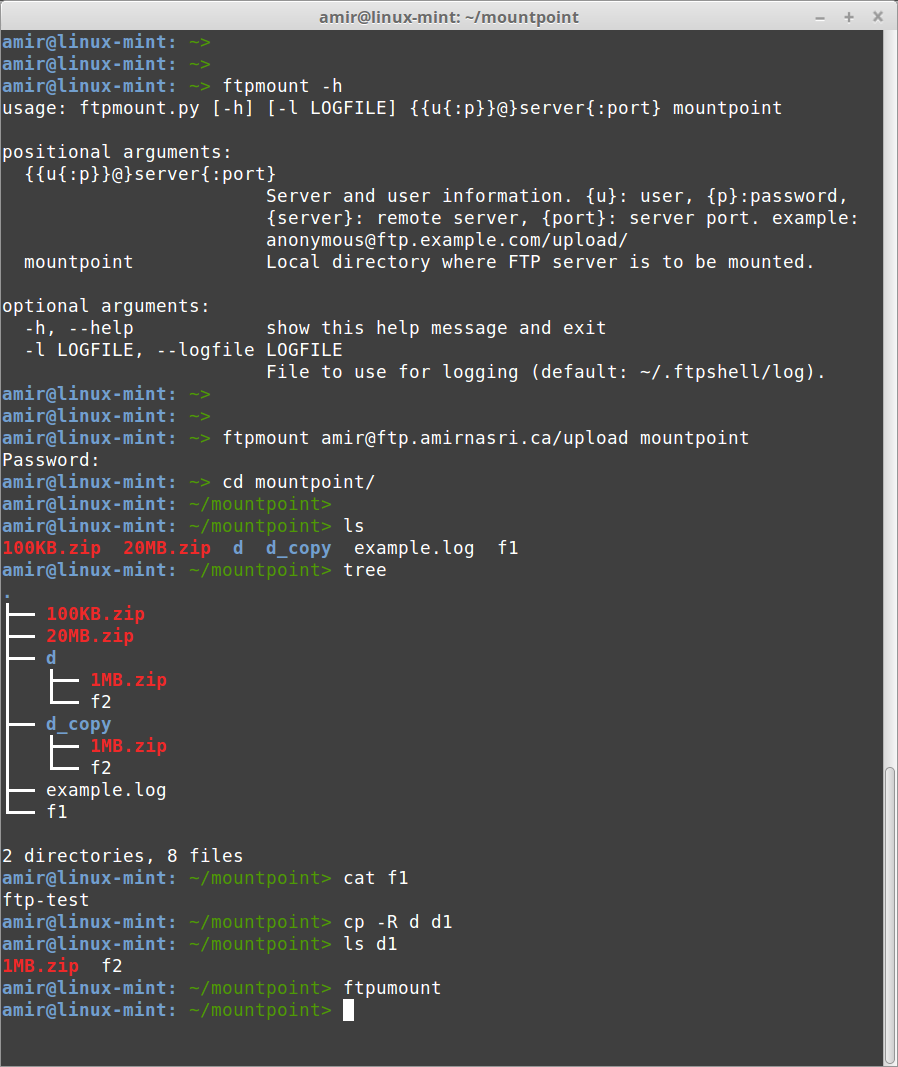 amir@linux-mint: ~/mountpoint
amir@linux-mint: ~>
amir@linux-mint: ~>
amir@linux-mint: ~> ftpmount -h
usage: ftpmount.py [-h] [-l LOGFILE] {{u{:p}}@}server{:port} mountpoint

positional arguments:
  {{u{:p}}@}server{:port}
                        Server and user information. {u}: user, {p}:password,
                        {server}: remote server, {port}: server port. example:
                        anonymous@ftp.example.com/upload/
  mountpoint            Local directory where FTP server is to be mounted.

optional arguments:
  -h, --help            show this help message and exit
  -l LOGFILE, --logfile LOGFILE
                        File to use for logging (default: ~/.ftpshell/log).
amir@linux-mint: ~>
amir@linux-mint: ~>
amir@linux-mint: ~> ftpmount amir@ftp.amirnasri.ca/upload mountpoint
Password:
amir@linux-mint: ~> cd mountpoint/
amir@linux-mint: ~/mountpoint>
amir@linux-mint: ~/mountpoint> ls
100KB.zip  20MB.zip  d  d_copy  example.log  f1
amir@linux-mint: ~/mountpoint> tree
.
├── 100KB.zip
├── 20MB.zip
├── d
│   ├── 1MB.zip
│   └── f2
├── d_copy
│   ├── 1MB.zip
│   └── f2
├── example.log
└── f1

2 directories, 8 files
amir@linux-mint: ~/mountpoint> cat f1
ftp-test
amir@linux-mint: ~/mountpoint> cp -R d d1
amir@linux-mint: ~/mountpoint> ls d1
1MB.zip  f2
amir@linux-mint: ~/mountpoint> ftpumount
amir@linux-mint: ~/mountpoint>